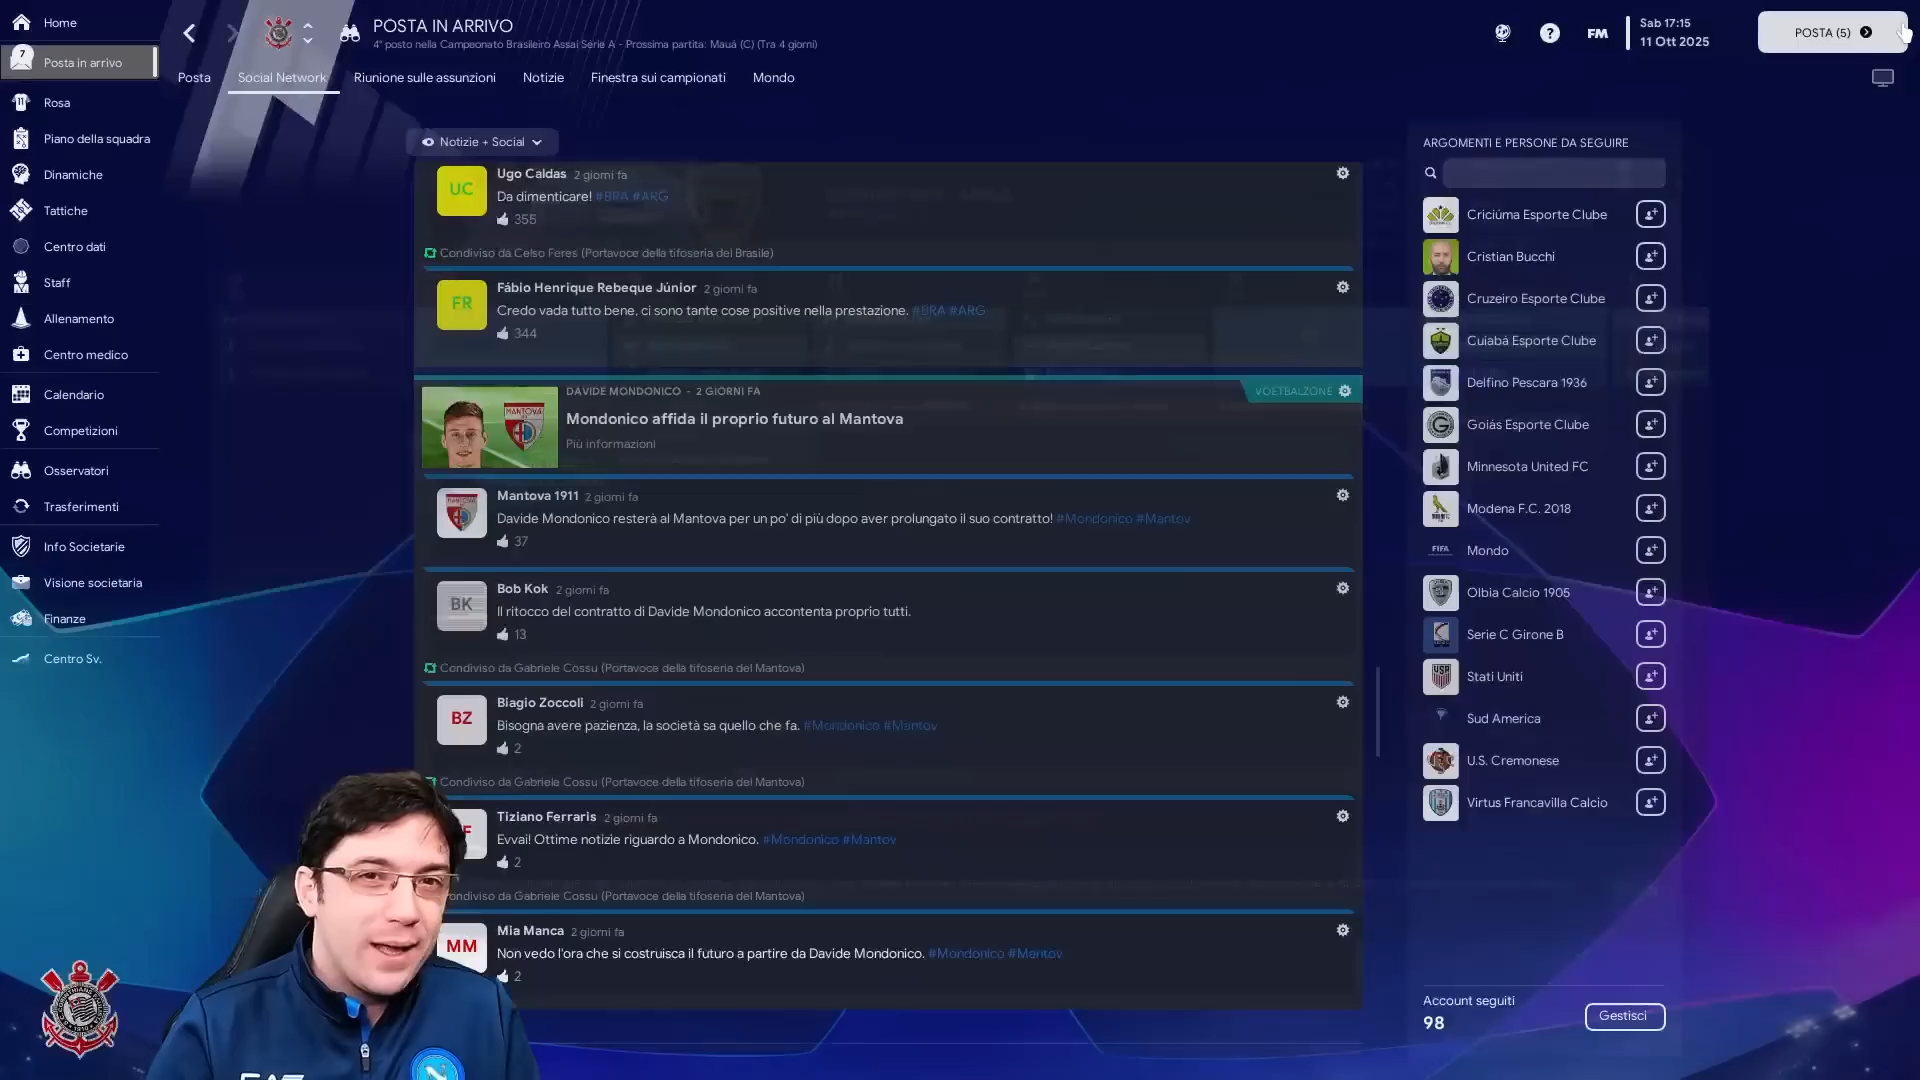 Home
7
Posta in arrivo
Rosa
Piano della squadra
Dinamiche
Tattiche
Centro dati
Staff
Allenamento
Centro medico
Calendario
Competizioni
Osservatori
Trasferimenti
Info Societarie
Visione societaria
Finanze
Centro Sv.
POSTA IN ARRIVO
4° posto nella Campeonato Brasileiro Assaí Série A - Prossima partita: Mauá (C) (Tra 4 giorni)
FM
Sab 17:15
11 Ott 2025
POSTA (5)
Posta
Social Network
Riunione sulle assunzioni
Notizie
Finestra sui campionati
Mondo
Notizie + Social
UC
Ugo Caldas 2 giorni fa
Da dimenticare! #BRA #ARG
355
Condiviso da Celso Feres (Portavoce della tifoseria del Brasile)
FR
Fábio Henrique Rebeque Júnior 2 giorni fa
Credo vada tutto bene, ci sono tante cose positive nella prestazione. #BRA #ARG
344
DAVIDE MONDONICO - 2 GIORNI FA
VOETBALZONE
Mondonico affida il proprio futuro al Mantova
Più informazioni
Mantova 1911 2 giorni fa
Davide Mondonico resterà al Mantova per un po' di più dopo aver prolungato il suo contratto! #Mondonico #Mantov
37
BK
Bob Kok 2 giorni fa
Il ritocco del contratto di Davide Mondonico accontenta proprio tutti.
13
Condiviso da Gabriele Cossu (Portavoce della tifoseria del Mantova)
BZ
Biagio Zoccoli 2 giorni fa
Bisogna avere pazienza, la società sa quello che fa. #Mondonico #Mantov
2
Condiviso da Gabriele Cossu (Portavoce della tifoseria del Mantova)
Tiziano Ferraris 2 giorni fa
Evvai! Ottime notizie riguardo a Mondonico. #Mondonico #Mantov
2
ondiviso da Gabriele Cossu (Portavoce della tifoseria del Mantova)
MM
Mia Manca 2 giorni fa
Non vedo l'ora che si costruisca il futuro a partire da Davide Mondonico. #Mondonico #Mantov
2
ARGOMENTI E PERSONE DA SEGUIRE
Criciúma Esporte Clube
Cristian Bucchi
Cruzeiro Esporte Clube
Cuiabá Esporte Clube
Delfino Pescara 1936
Goiás Esporte Clube
Minnesota United FC
Modena F.C. 2018
FIFA
Mondo
Olbia Calcio 1905
Serie C Girone B
Stati Uniti
Sud America
U.S. Cremonese
Virtus Francavilla Calcio
Account seguiti
98
Gestisci